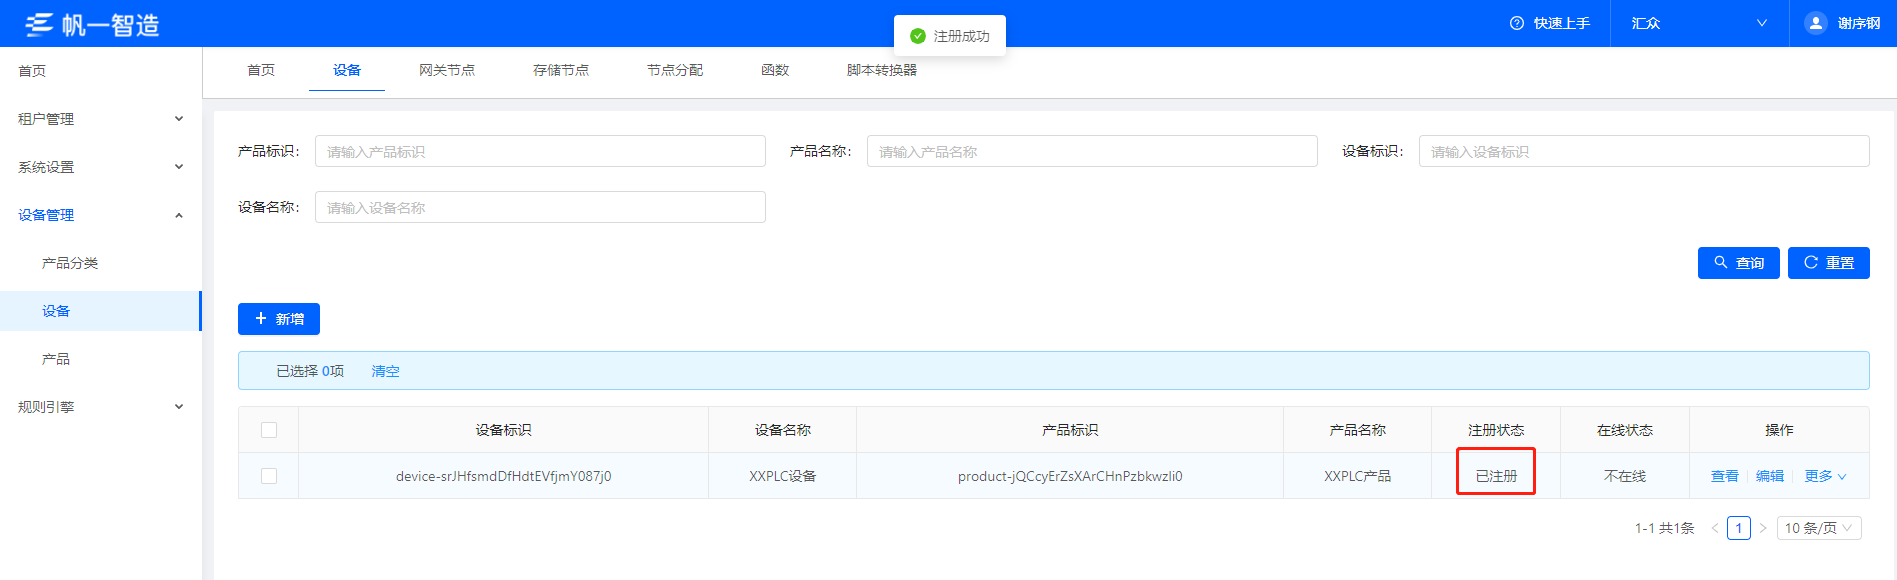 帆一智造
注册成功
快速上手
汇众
谢序钢
首页
租户管理
系统设置
设备管理
产品分类
设备
产品
规则引擎
首页 设备 网关节点 存储节点 节点分配 函数 脚本转换器
产品标识: 请输入产品标识 产品名称: 请输入产品名称 设备标识: 请输入设备标识
设备名称: 请输入设备名称
查询 重置
新增
已选择 0项 清空
设备标识 设备名称 产品标识 产品名称 注册状态 在线状态 操作
device-srJHfsmdDfHdtEVfjmY087j0 XXPLC设备 product-jQCcyErZsXArCHnPzbkwzli0 XXPLC产品 已注册 不在线 查看 编辑 更多
1-1 共1条 < 1 > 10 条/页